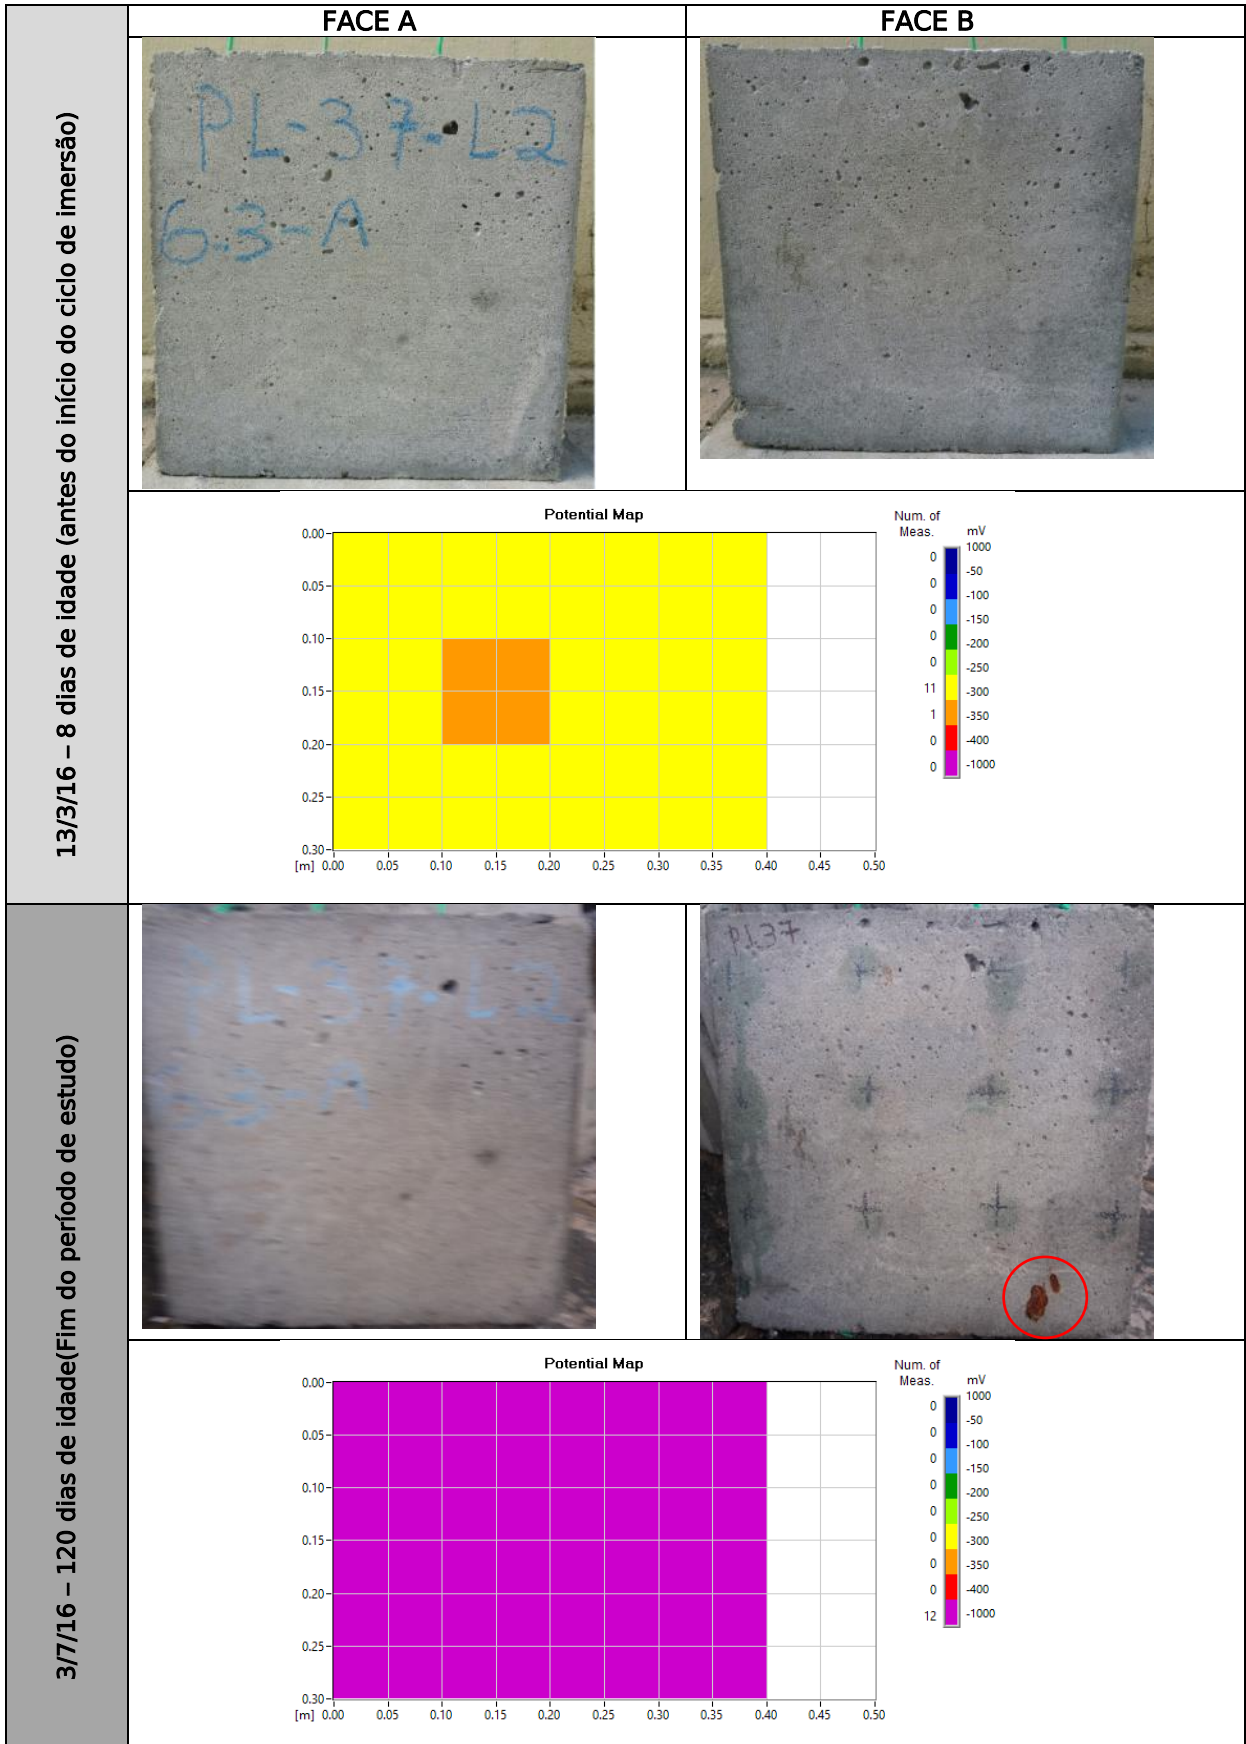 FACE A
FACE B
13/3/16 – 8 dias de idade (antes do início do ciclo de imersão)
PL-37-L2
6.3-A
Potential Map
Num. of
Meas.
mV
0.00
0.05
0.10
0.15
0.20
0.25
0.30
[m] 0.00 0.05 0.10 0.15 0.20 0.25 0.30 0.35 0.40 0.45 0.50
0
0
0
0
0
11
1
0
0
1000
-50
-100
-150
-200
-250
-300
-350
-400
-1000
3/7/16 – 120 dias de idade(Fim do período de estudo)
PL-37-L2
6.3-A
PL37.
Potential Map
Num. of
Meas.
mV
0.00
0.05
0.10
0.15
0.20
0.25
0.30
[m] 0.00 0.05 0.10 0.15 0.20 0.25 0.30 0.35 0.40 0.45 0.50
0
0
0
0
0
0
0
0
12
1000
-50
-100
-150
-200
-250
-300
-350
-400
-1000